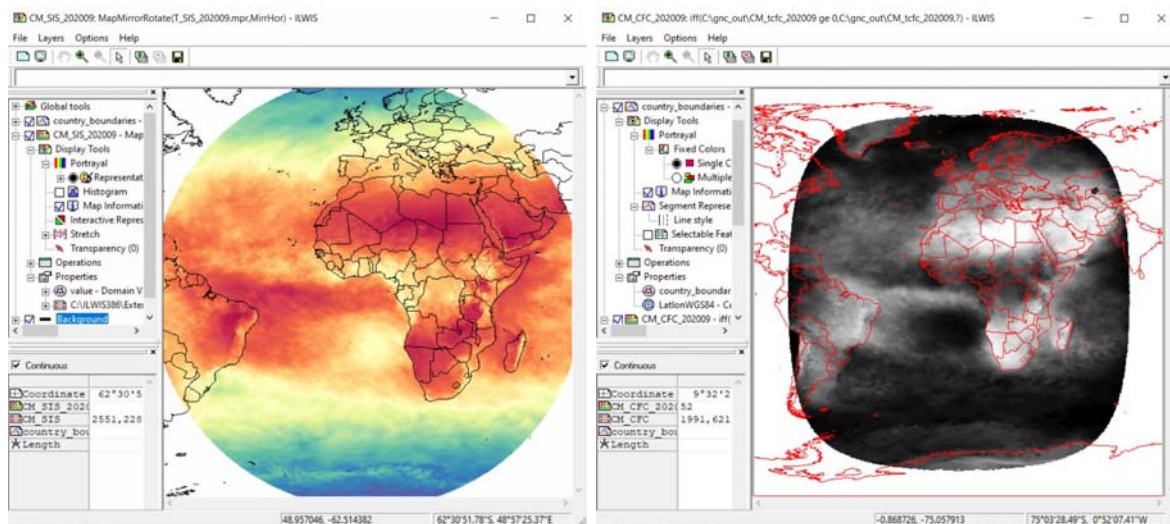 CM_SIS_202009: MapMirrorRotate(T_SIS_202009.mpr,MirrHor) - ILWIS
File Layers Options Help
Global tools
country_boundaries -
CM_SIS_202009 - Map
Display Tools
Portrayal
Representat
Histogram
Map Informati
Interactive Repres
Stretch
Transparency (0)
Operations
Properties
value - Domain V
C:\ILWIS386\Exter
Background
Continuous
Coordinate 62°30'5
CM_SIS_2020
CM_SIS 2551,228
country_bou
Length
48.957046, -62.514382 62°30'51.78"S, 48°57'25.37"E
CM_CFC_202009: iff(C:\gnc_out\CM_tcfc_202009 ge 0,C:\gnc_out\CM_tcfc_202009,?) - ILWIS
File Layers Options Help
country_boundaries -
Display Tools
Portrayal
Fixed Colors
Single C
Multiple
Map Informatio
Segment Represe
Line style
Selectable Feat
Transparency (0)
Operations
Properties
country_boundar
LatlonWGS84 - Co
CM_CFC_202009 - iff(
Continuous
Coordinate 9°32'2
CM_CFC_2020 52
CM_CFC 1991,621
country_bou
Length
-0.868726, -75.057913 75°03'28.49"S, 0°52'07.41"W